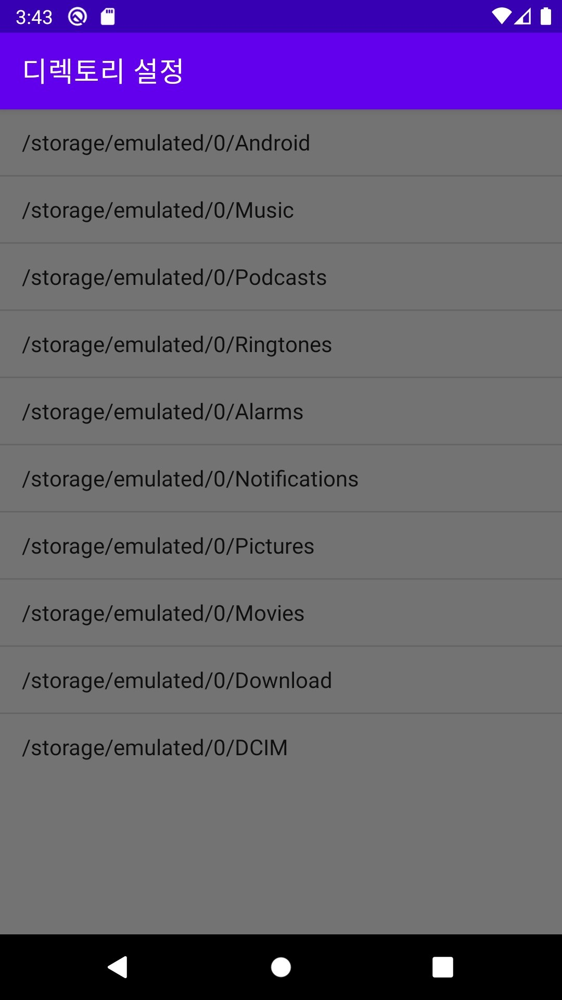 3:43
디렉토리 설정
/storage/emulated/0/Android
/storage/emulated/0/Music
/storage/emulated/0/Podcasts
/storage/emulated/0/Ringtones
/storage/emulated/0/Alarms
/storage/emulated/0/Notifications
/storage/emulated/0/Pictures
/storage/emulated/0/Movies
/storage/emulated/0/Download
/storage/emulated/0/DCIM